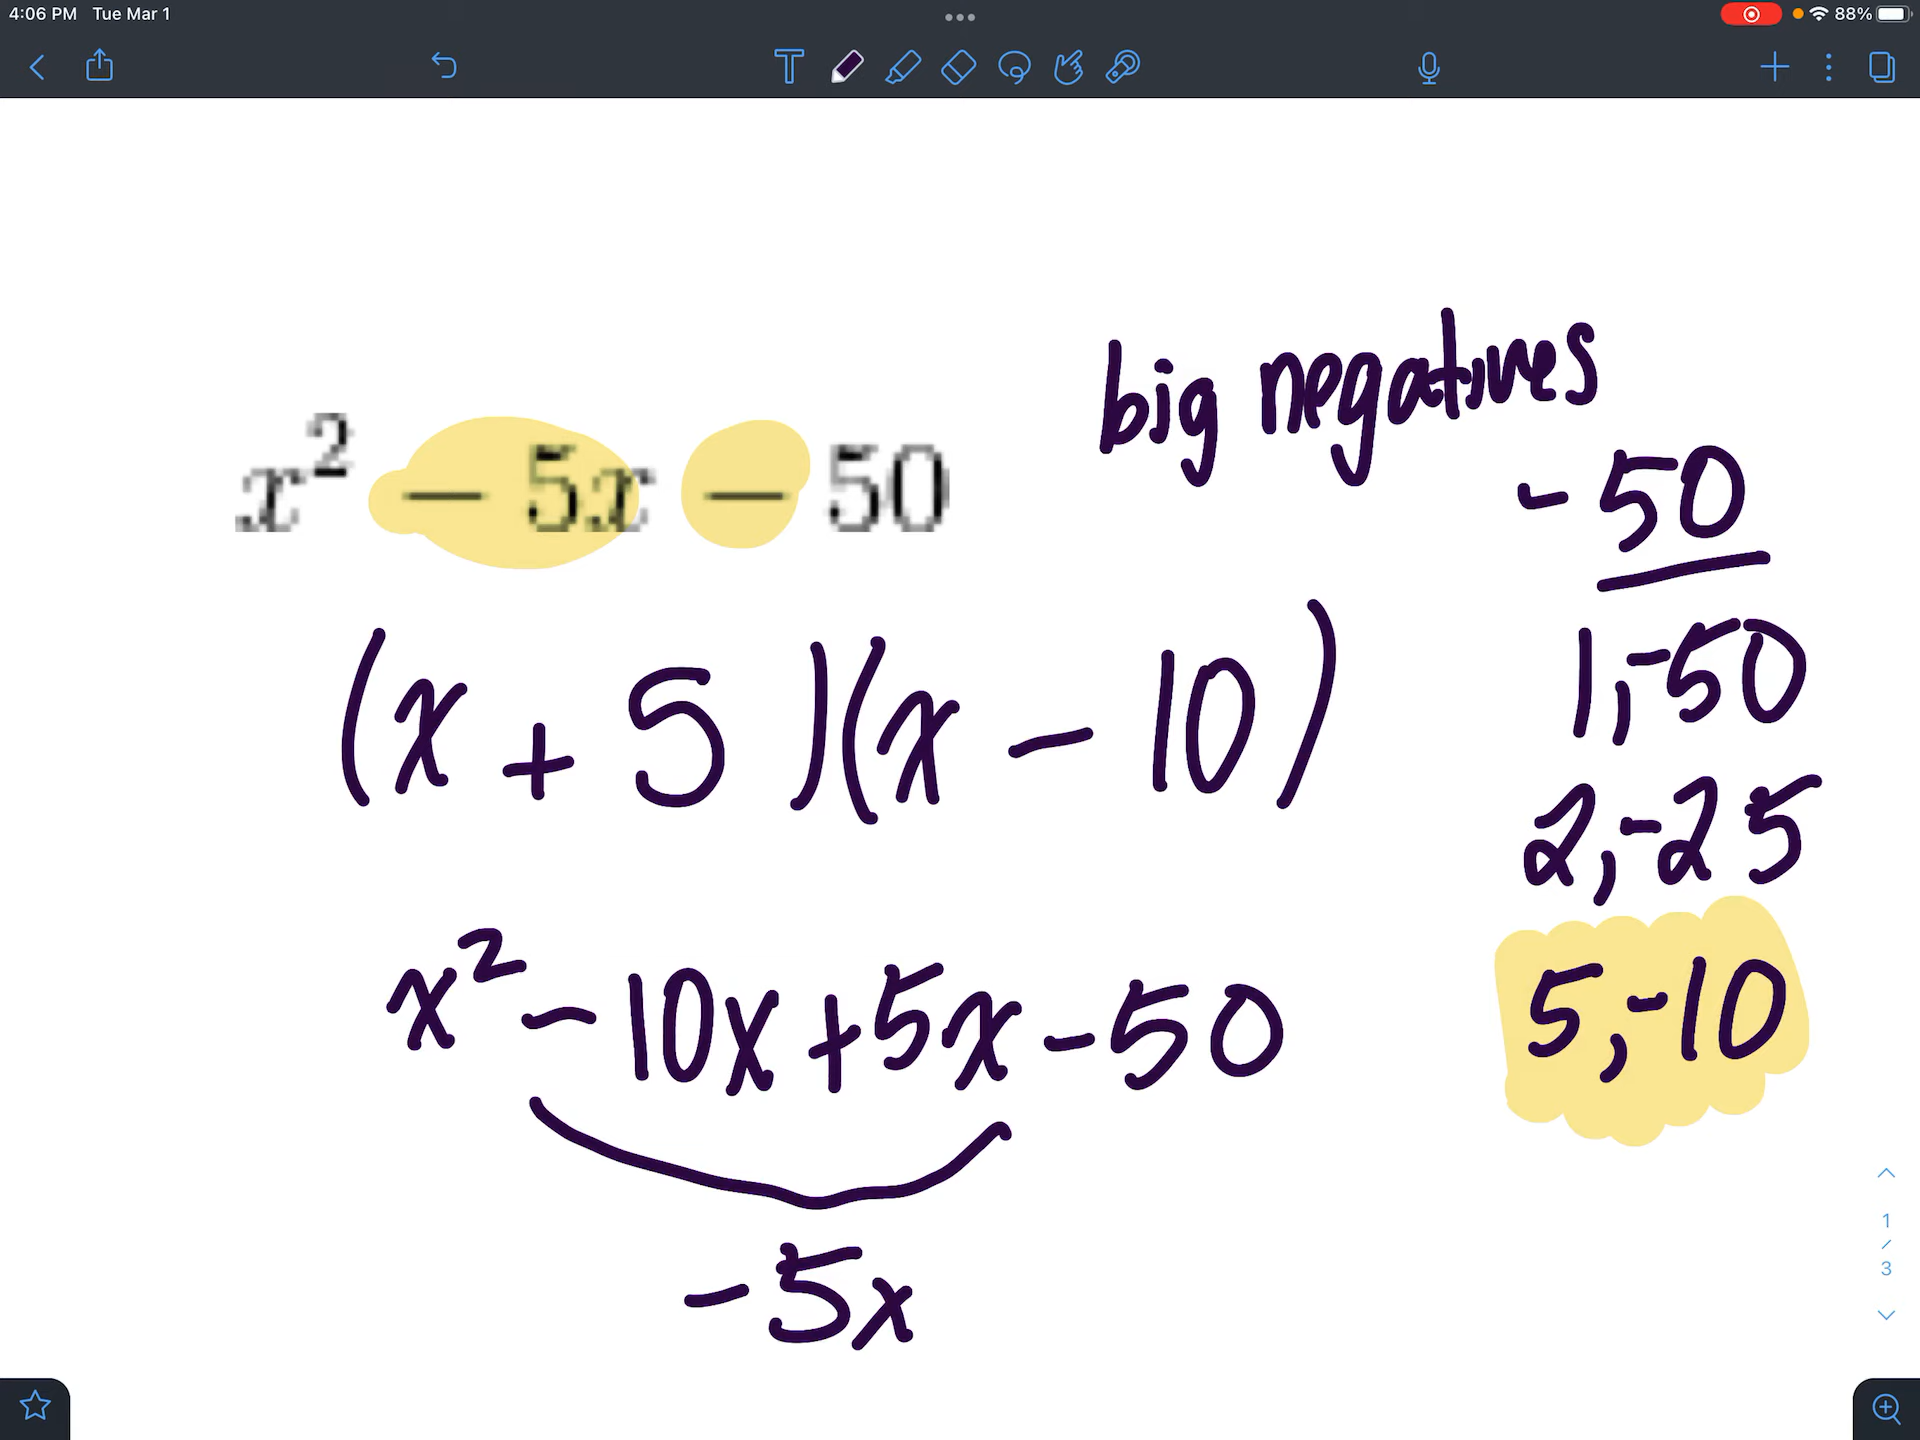 4:06 PM Tue Mar 1
88%
x² − 5x − 50
big negatives
- 50
(x + 5)(x - 10)
1, -50
2, -25
x² - 10x + 5x - 50
5, -10
- 5x
1
/
3